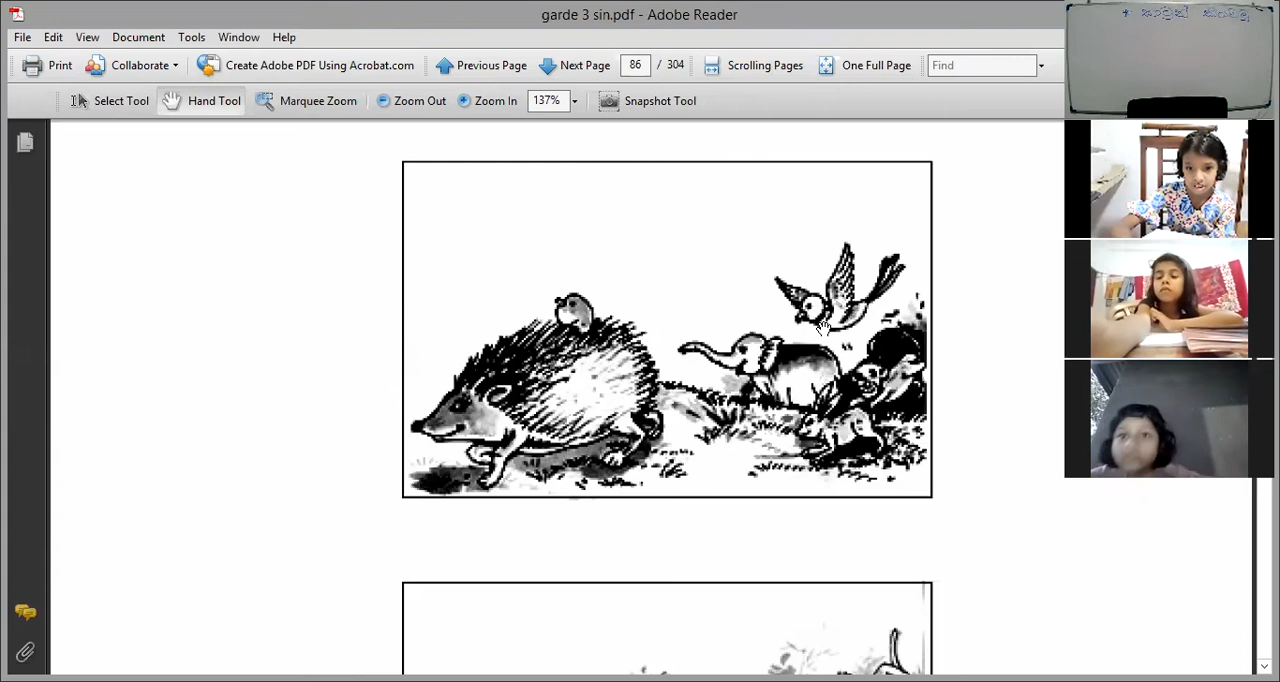 garde 3 sin.pdf - Adobe Reader
File Edit View Document Tools Window Help
Print Collaborate Create Adobe PDF Using Acrobat.com Previous Page 86 / 304 Next Page Scrolling Pages One Full Page Find
Select Tool Hand Tool Marquee Zoom Zoom Out Zoom In 137% Snapshot Tool